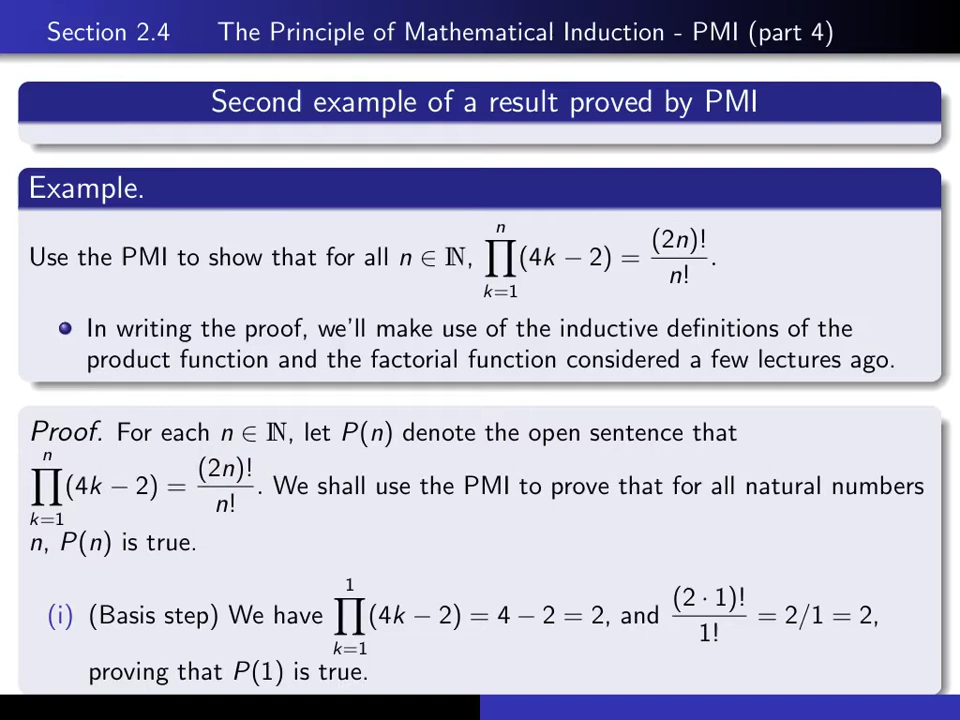 Section 2.4 The Principle of Mathematical Induction - PMI (part 4)
Second example of a result proved by PMI
Example.
Use the PMI to show that for all n ∈ ℕ, ∏_{k=1}^{n} (4k − 2) = (2n)!/n! .
In writing the proof, we'll make use of the inductive definitions of the
product function and the factorial function considered a few lectures ago.
Proof. For each n ∈ ℕ, let P(n) denote the open sentence that
∏_{k=1}^{n} (4k − 2) = (2n)!/n! . We shall use the PMI to prove that for all natural numbers
n, P(n) is true.
(i) (Basis step) We have ∏_{k=1}^{1} (4k − 2) = 4 − 2 = 2, and (2 · 1)!/1! = 2/1 = 2,
proving that P(1) is true.